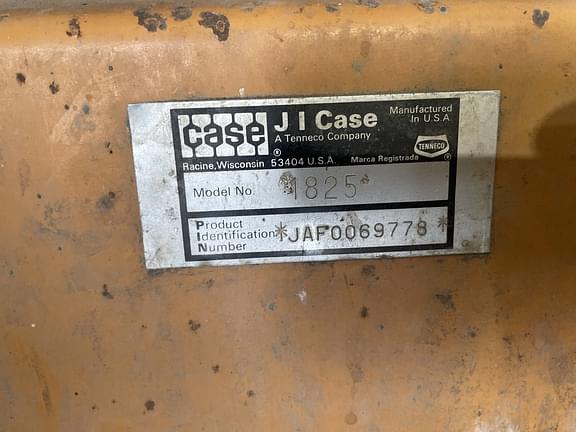 case J I Case
A Tenneco Company
Manufactured
In U.S.A.
TENNECO
®
Racine, Wisconsin 53404 U.S.A. Marca Registrada
Model No. 1825
Product
Identification
Number
*JAF0069778*